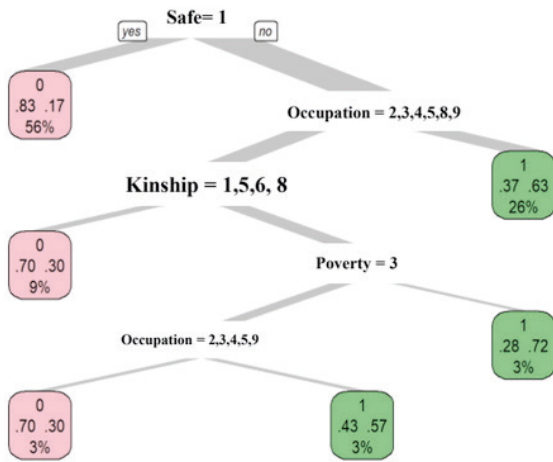 Safe= 1
yes
no
0
.83 .17
56%
Occupation = 2,3,4,5,8,9
1
.37 .63
26%
Kinship = 1,5,6, 8
0
.70 .30
9%
Poverty = 3
1
.28 .72
3%
Occupation = 2,3,4,5,9
0
.70 .30
3%
1
.43 .57
3%